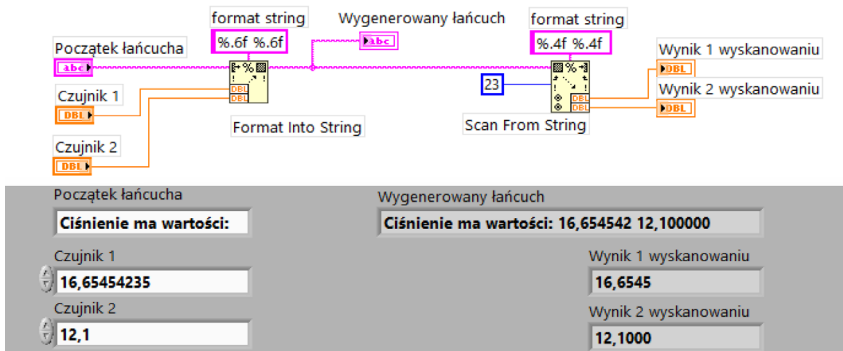 format string
Wygenerowany łańcuch
format string
%.6f %.6f
abc
%.4f %.4f
Początek łańcucha
abc
Wynik 1 wyskanowaniu
DBL
Czujnik 1
DBL
%
DBL
DBL
23
%
DBL
DBL
Wynik 2 wyskanowaniu
DBL
Format Into String
Scan From String
Czujnik 2
DBL
Początek łańcucha
Wygenerowany łańcuch
Ciśnienie ma wartości:
Ciśnienie ma wartości: 16,654542 12,100000
Czujnik 1
Wynik 1 wyskanowaniu
16,65454235
16,6545
Czujnik 2
Wynik 2 wyskanowaniu
12,1
12,1000